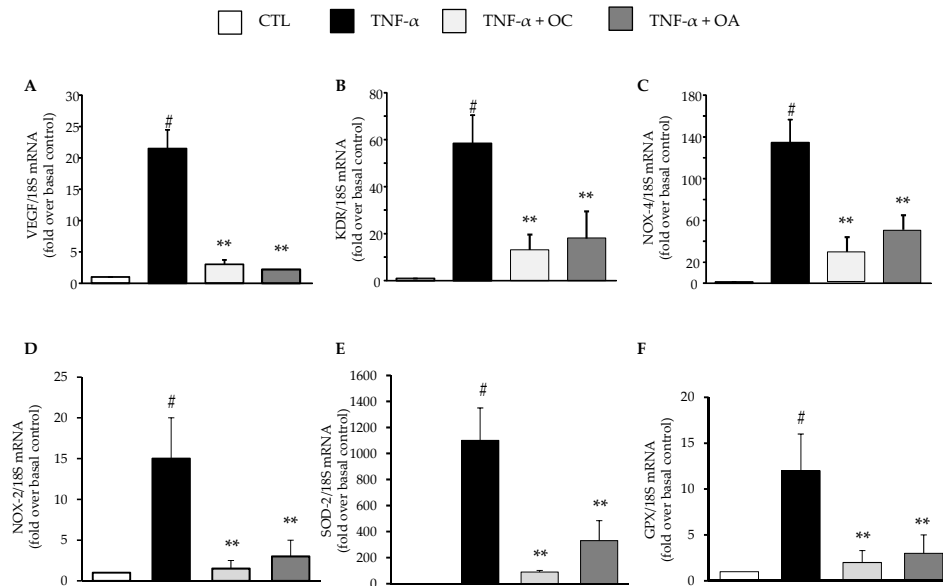 CTL TNF-α TNF-α + OC TNF-α + OA
A
VEGF/18S mRNA
(fold over basal control)
30
25
20
15
10
5
0
#
**
**
B
KDR/18S mRNA
(fold over basal control)
80
60
40
20
0
#
**
**
C
NOX-4/18S mRNA
(fold over basal control)
180
140
100
60
20
#
**
**
D
NOX-2/18S mRNA
(fold over basal control)
25
20
15
10
5
0
#
**
**
E
SOD-2/18S mRNA
(fold over basal control)
1600
1400
1200
1000
800
600
400
200
0
#
**
**
F
GPX/18S mRNA
(fold over basal control)
20
15
10
5
0
#
**
**